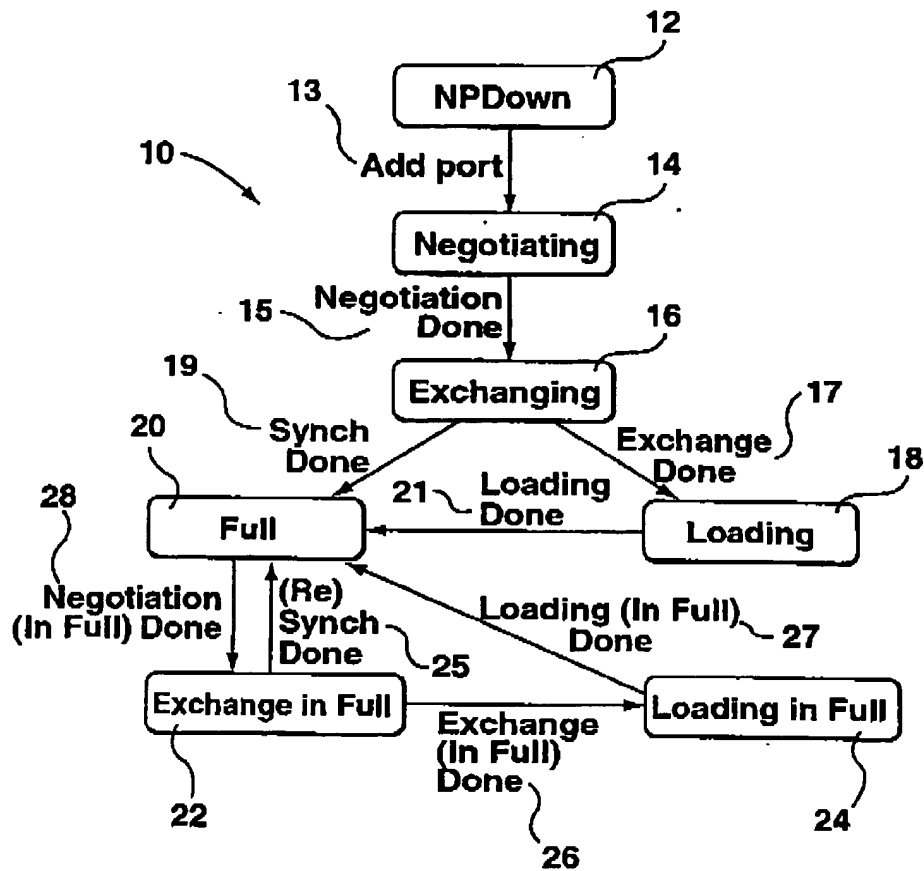 12
NPDown
13
Add port
10
14
Negotiating
Negotiation
Done
15
16
Exchanging
19
Synch
Done
17
Exchange
Done
20
18
21
Loading
Done
Full
Loading
28
Negotiation
(In Full) Done
(Re)
Synch
Done
25
Loading (In Full)
Done
27
Exchange in Full
Loading in Full
Exchange
(In Full)
Done
22
24
26